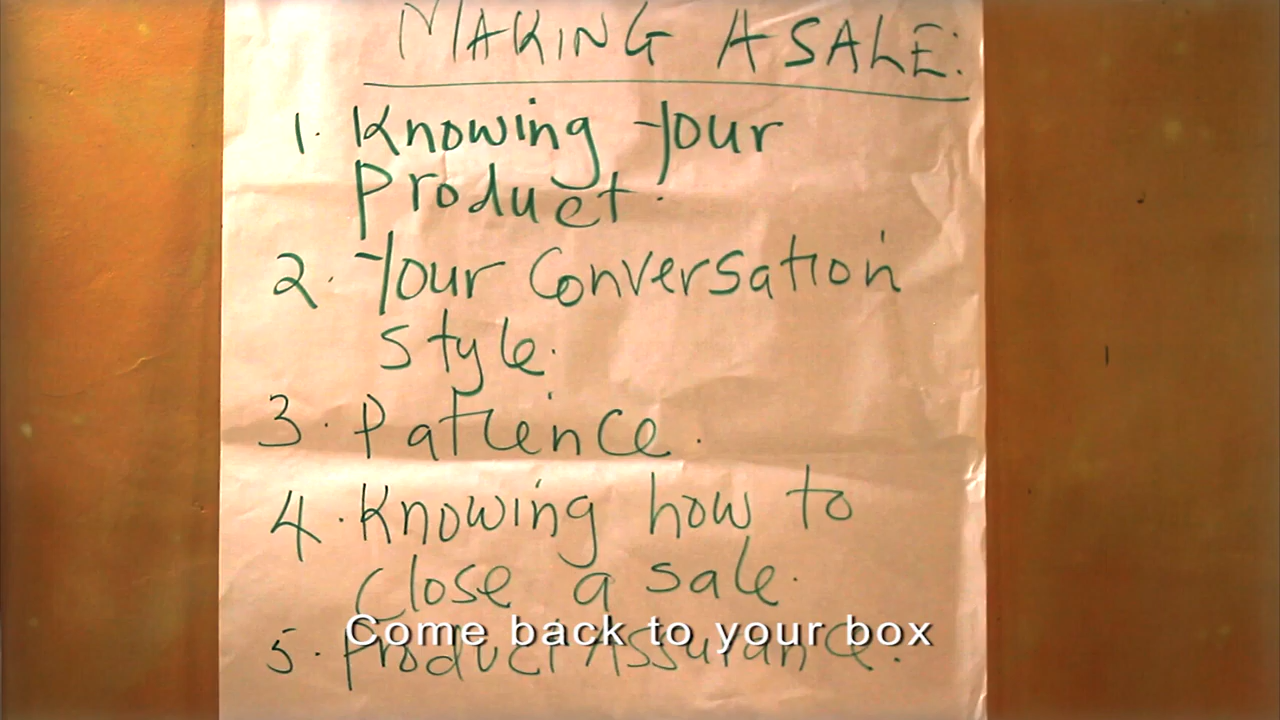 MAKING A SALE:
1. Knowing your
Product.
2. Your Conversation
style.
3. Patience.
4. Knowing how to
close a sale.
Come back to your box
5. Product Assurance.